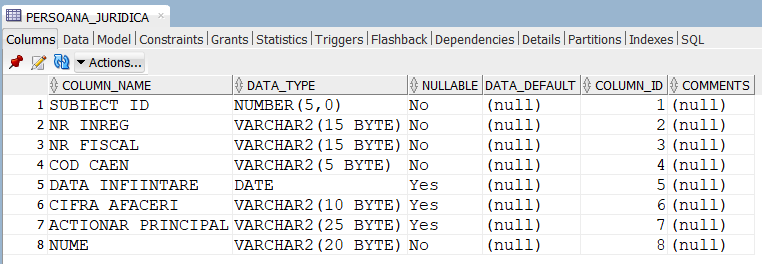 PERSOANA_JURIDICA ×
Columns Data Model Constraints Grants Statistics Triggers Flashback Dependencies Details Partitions Indexes SQL
Actions...
COLUMN_NAME DATA_TYPE NULLABLE DATA_DEFAULT COLUMN_ID COMMENTS
1 SUBIECT ID NUMBER(5,0) No (null) 1 (null)
2 NR INREG VARCHAR2(15 BYTE) No (null) 2 (null)
3 NR FISCAL VARCHAR2(15 BYTE) No (null) 3 (null)
4 COD CAEN VARCHAR2(5 BYTE) No (null) 4 (null)
5 DATA INFIINTARE DATE Yes (null) 5 (null)
6 CIFRA AFACERI VARCHAR2(10 BYTE) Yes (null) 6 (null)
7 ACTIONAR PRINCIPAL VARCHAR2(25 BYTE) Yes (null) 7 (null)
8 NUME VARCHAR2(20 BYTE) No (null) 8 (null)